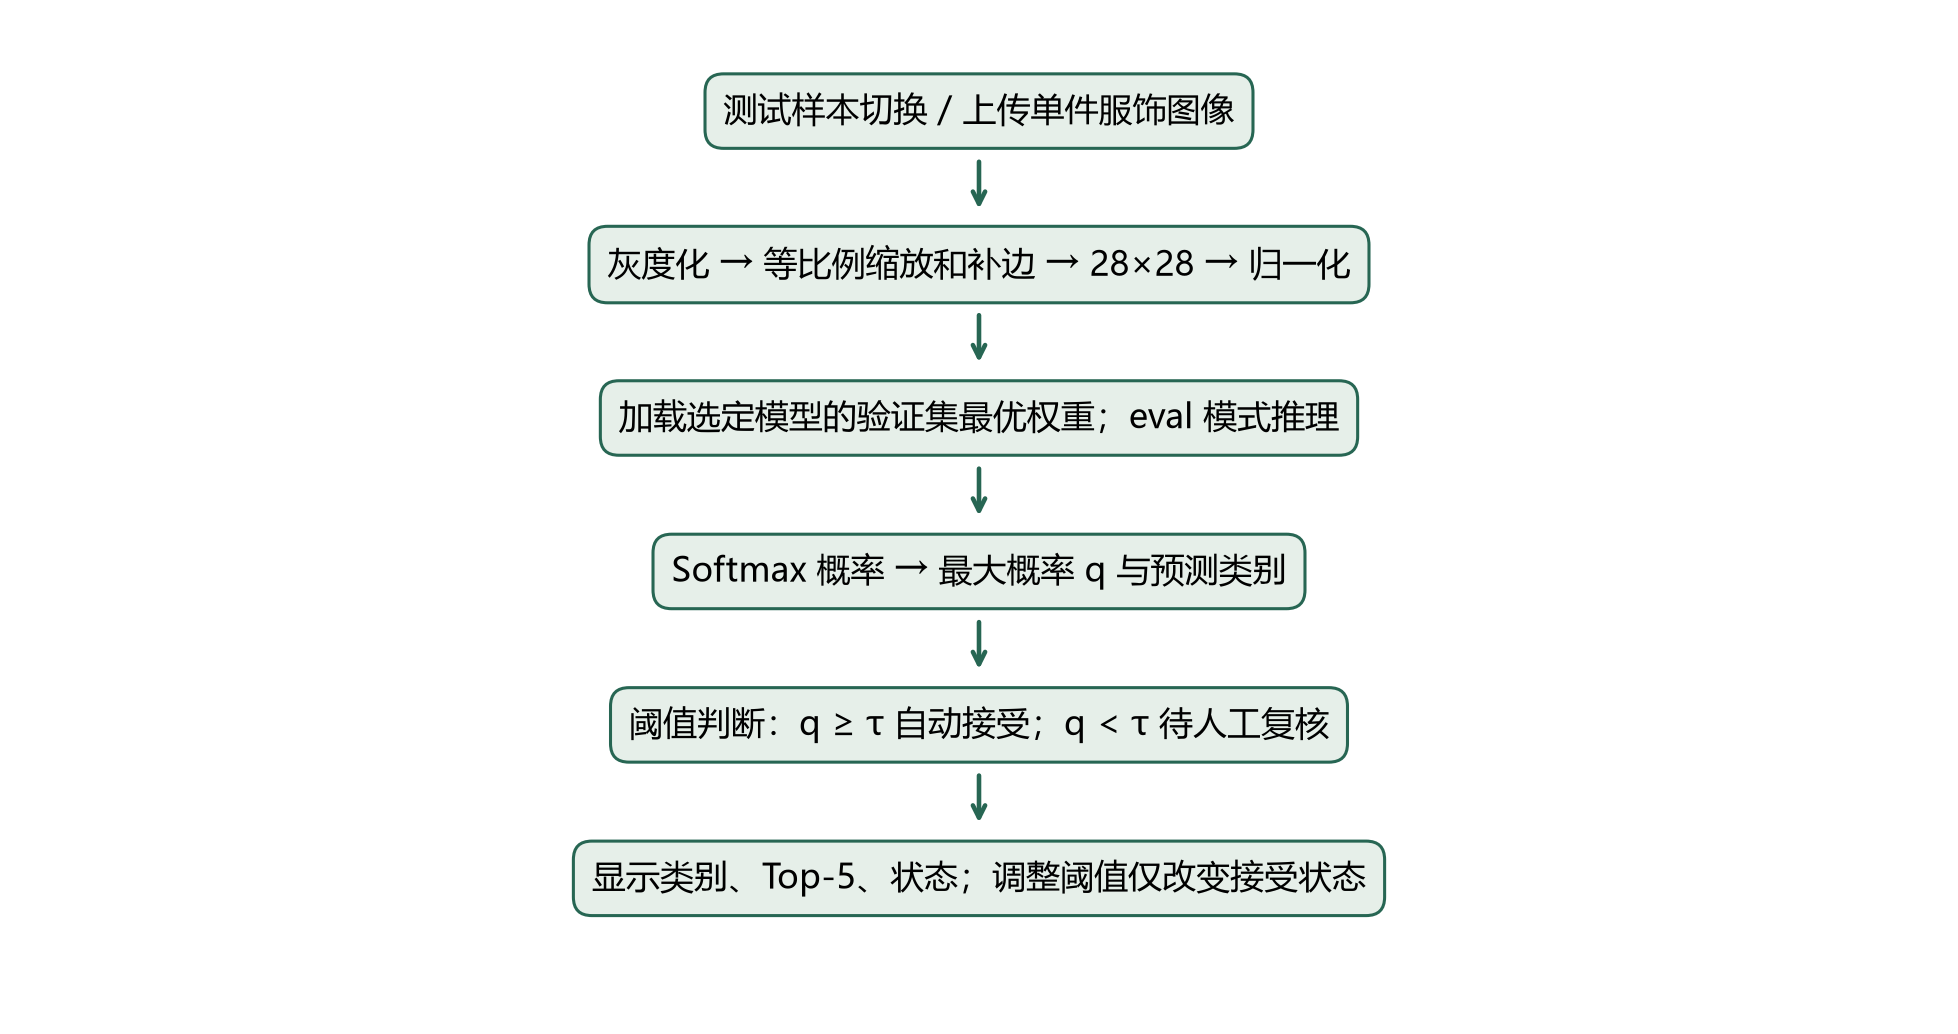 测试样本切换 / 上传单件服饰图像
灰度化 → 等比例缩放和补边 → 28×28 → 归一化
加载选定模型的验证集最优权重；eval 模式推理
Softmax 概率 → 最大概率 q 与预测类别
阈值判断：q ≥ τ 自动接受；q < τ 待人工复核
显示类别、Top-5、状态；调整阈值仅改变接受状态